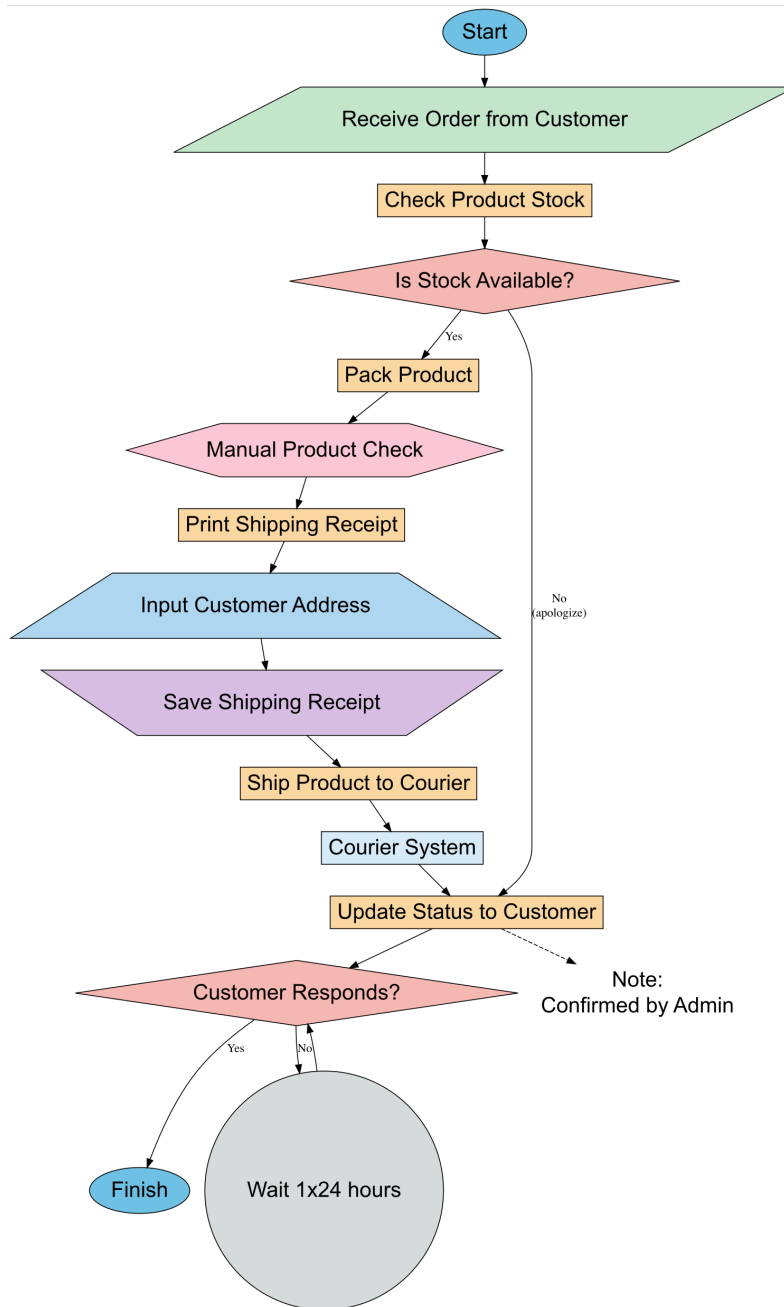 Start
Receive Order from Customer
Check Product Stock
Is Stock Available?
Yes
Pack Product
Manual Product Check
Print Shipping Receipt
Input Customer Address
No
(apologize)
Save Shipping Receipt
Ship Product to Courier
Courier System
Update Status to Customer
Note:
Confirmed by Admin
Customer Responds?
Yes
No
Finish
Wait 1x24 hours